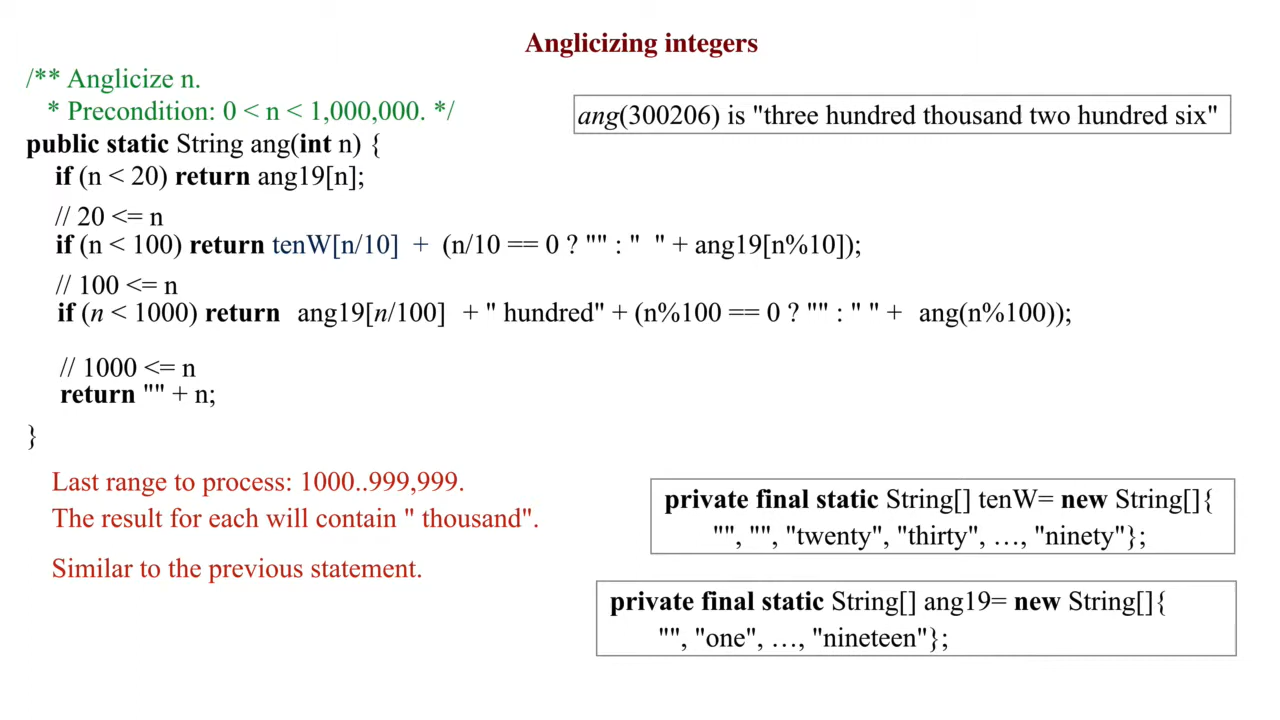 Anglicizing integers
/** Anglicize n.
* Precondition: 0 < n < 1,000,000. */
ang(300206) is "three hundred thousand two hundred six"
public static String ang(int n) {
if (n < 20) return ang19[n];
// 20 <= n
if (n < 100) return tenW[n/10] + (n/10 == 0 ? "" : " " + ang19[n%10]);
// 100 <= n
if (n < 1000) return ang19[n/100] + " hundred" + (n%100 == 0 ? "" : " " + ang(n%100));
// 1000 <= n
return "" + n;
}
Last range to process: 1000..999,999.
The result for each will contain " thousand".
Similar to the previous statement.
private final static String[] tenW= new String[]{
"", "", "twenty", "thirty", …, "ninety"};
private final static String[] ang19= new String[]{
"", "one", …, "nineteen"};